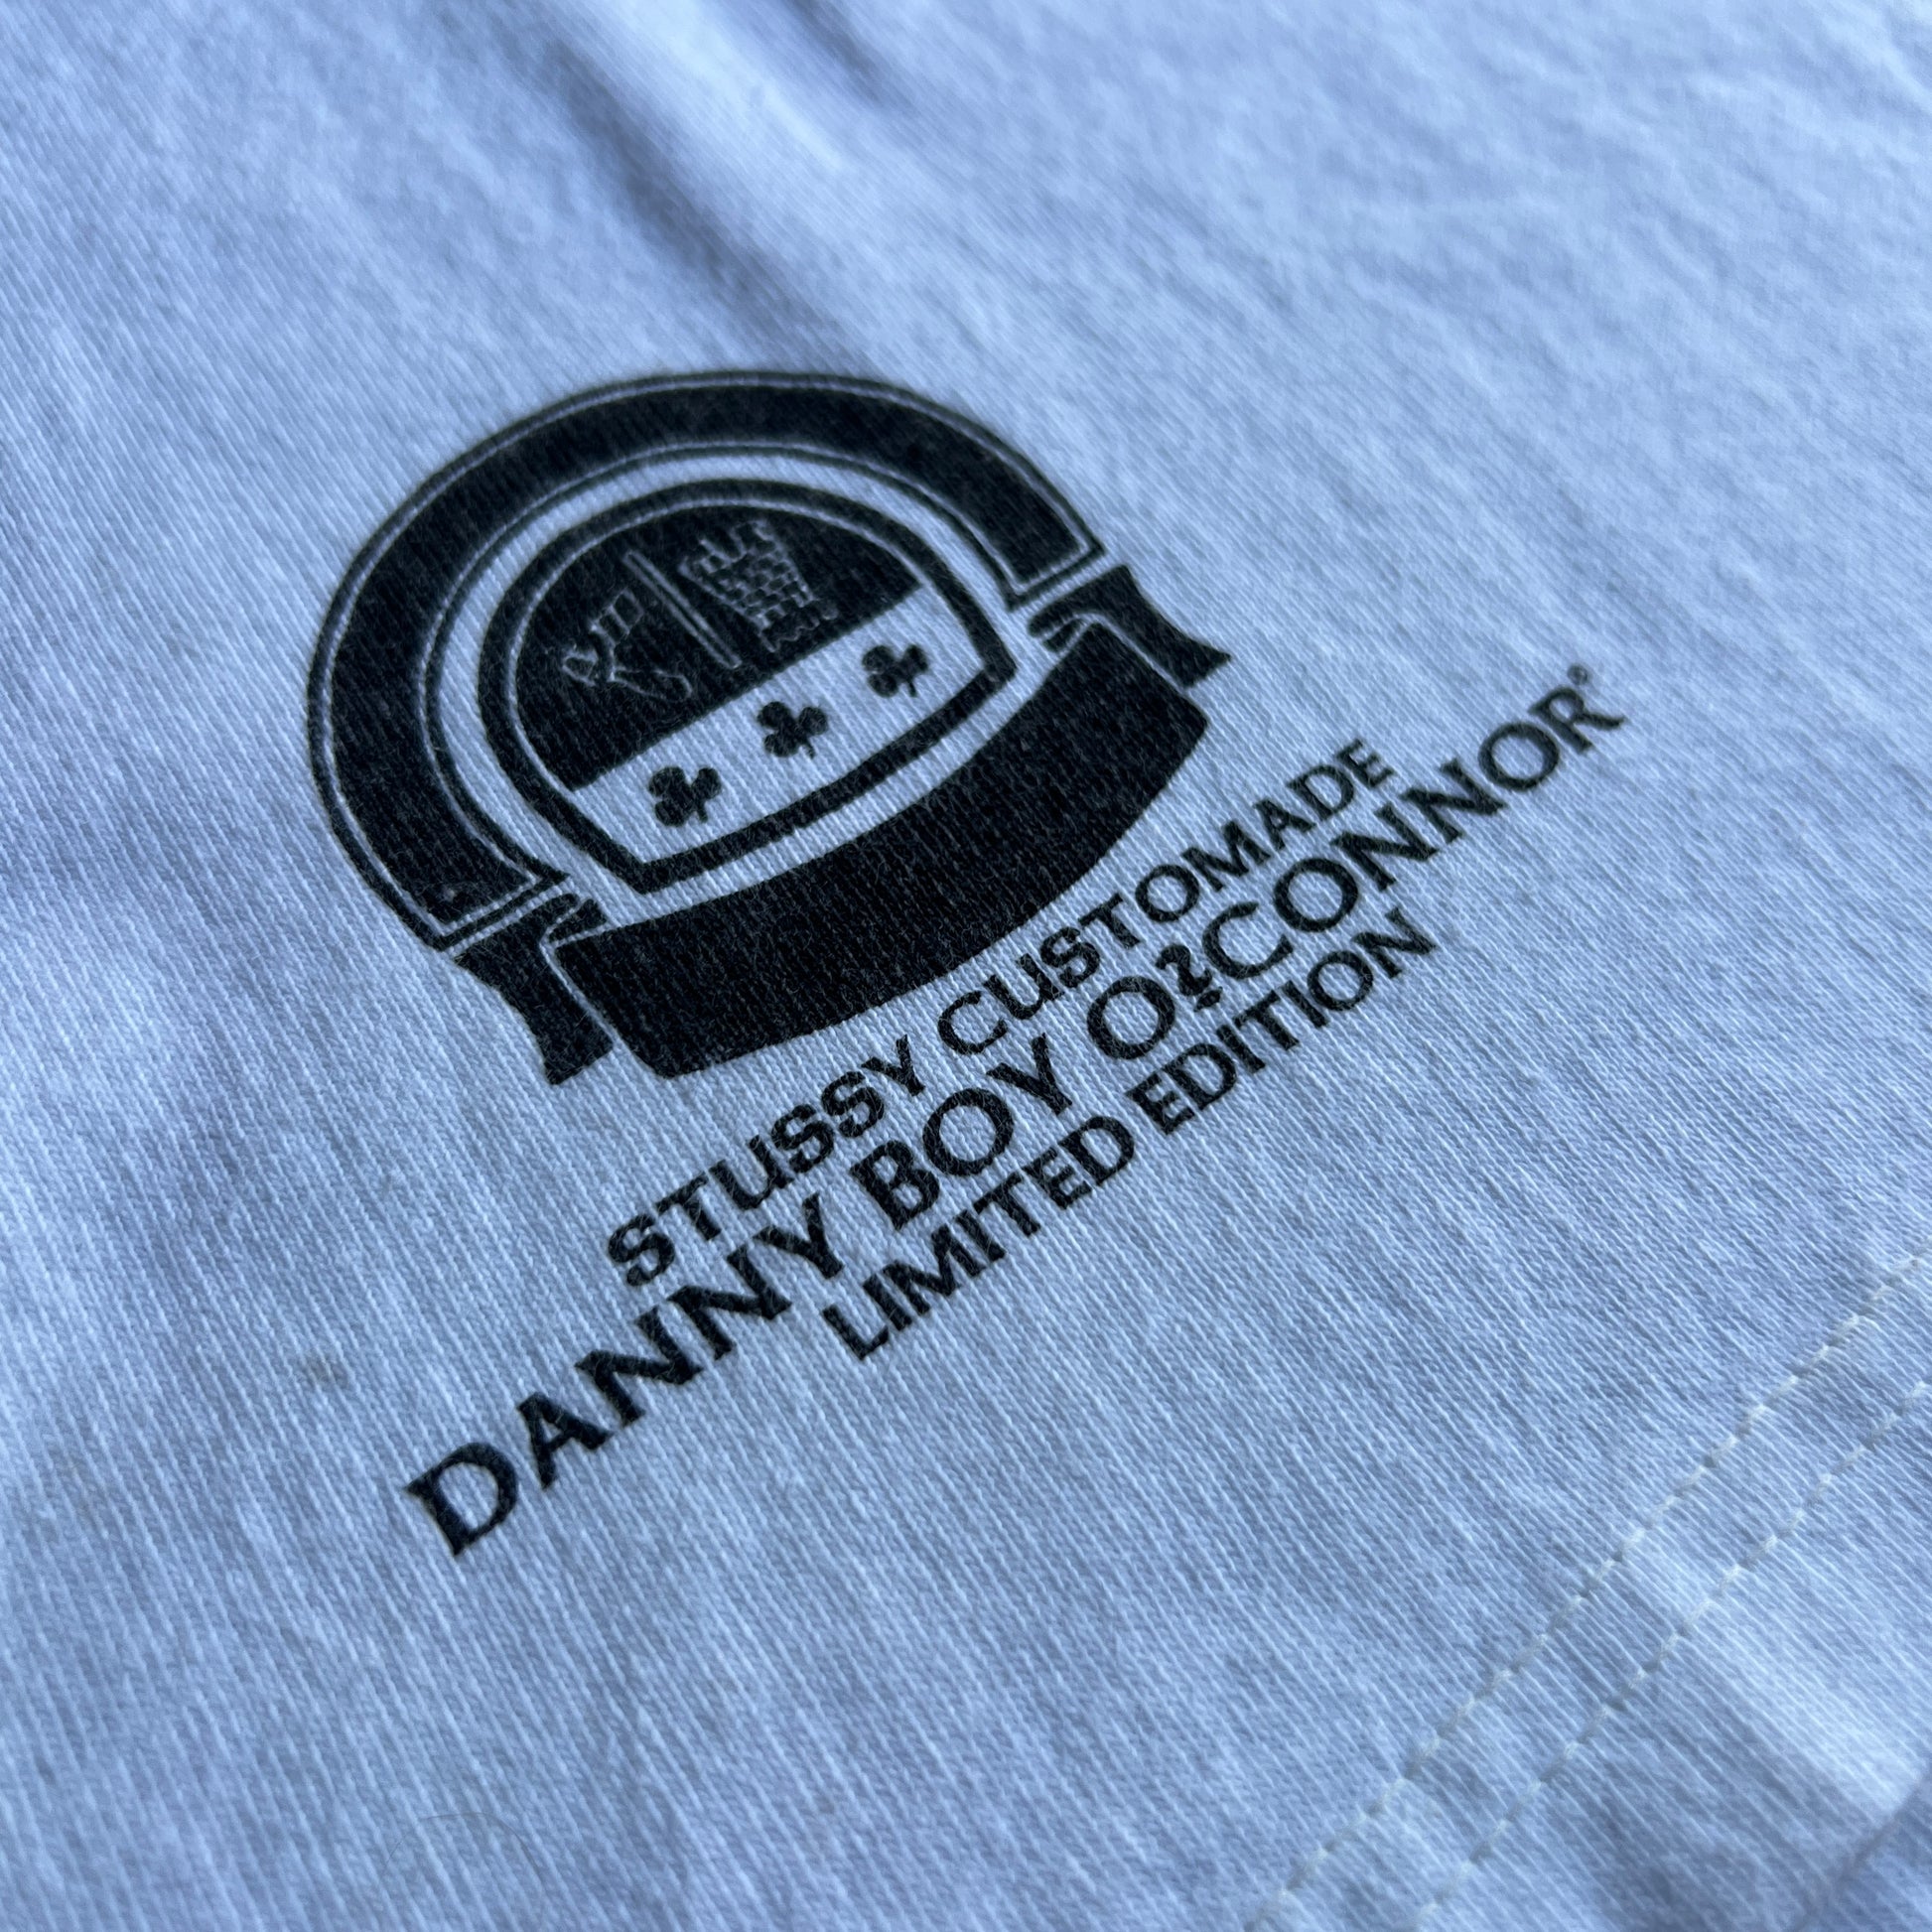 STUSSY CUSTOMADE
DANNY BOY O'CONNOR®
LIMITED EDITION